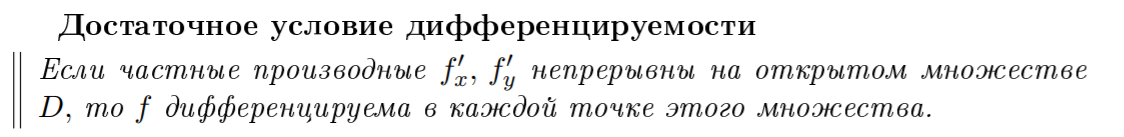 Достаточное условие дифференцируемости
Если частные производные f′ₓ, f′ᵧ непрерывны на открытом множестве
D, то f дифференцируема в каждой точке этого множества.